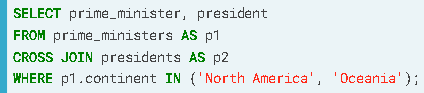 SELECT prime_minister, president
FROM prime_ministers AS p1
CROSS JOIN presidents AS p2
WHERE p1.continent IN ('North America', 'Oceania');